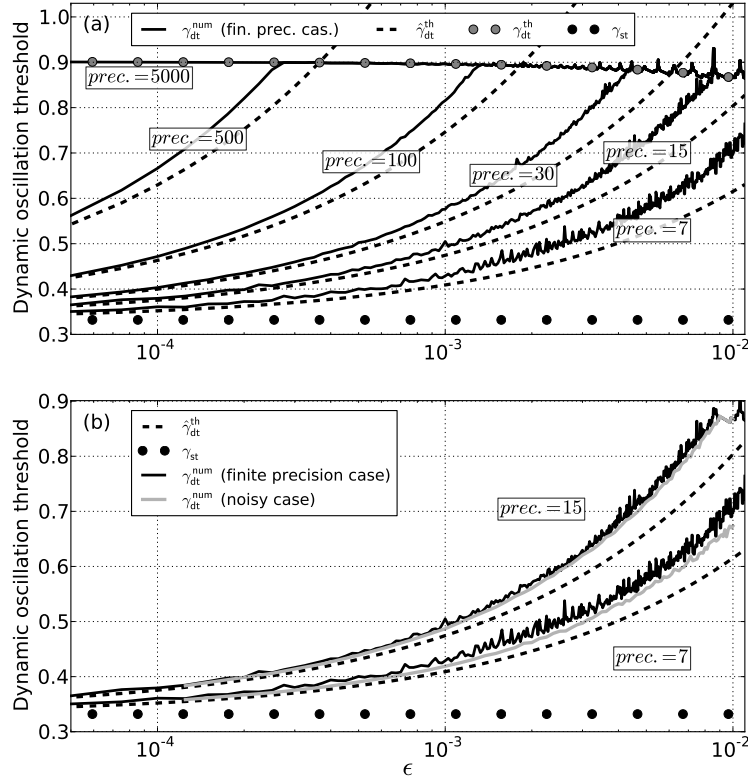 (a)
γ_dt^num (fin. prec. cas.) γ̂_dt^th γ_dt^th γ_st
prec.=5000
prec.=500
prec.=100
prec.=30
prec.=15
prec.=7
Dynamic oscillation threshold
1.0
0.9
0.8
0.7
0.6
0.5
0.4
0.3
10^-4 10^-3 10^-2
(b)
γ̂_dt^th
γ_st
γ_dt^num (finite precision case)
γ_dt^num (noisy case)
prec.=15
prec.=7
Dynamic oscillation threshold
0.9
0.8
0.7
0.6
0.5
0.4
0.3
10^-4 10^-3 10^-2
ϵ